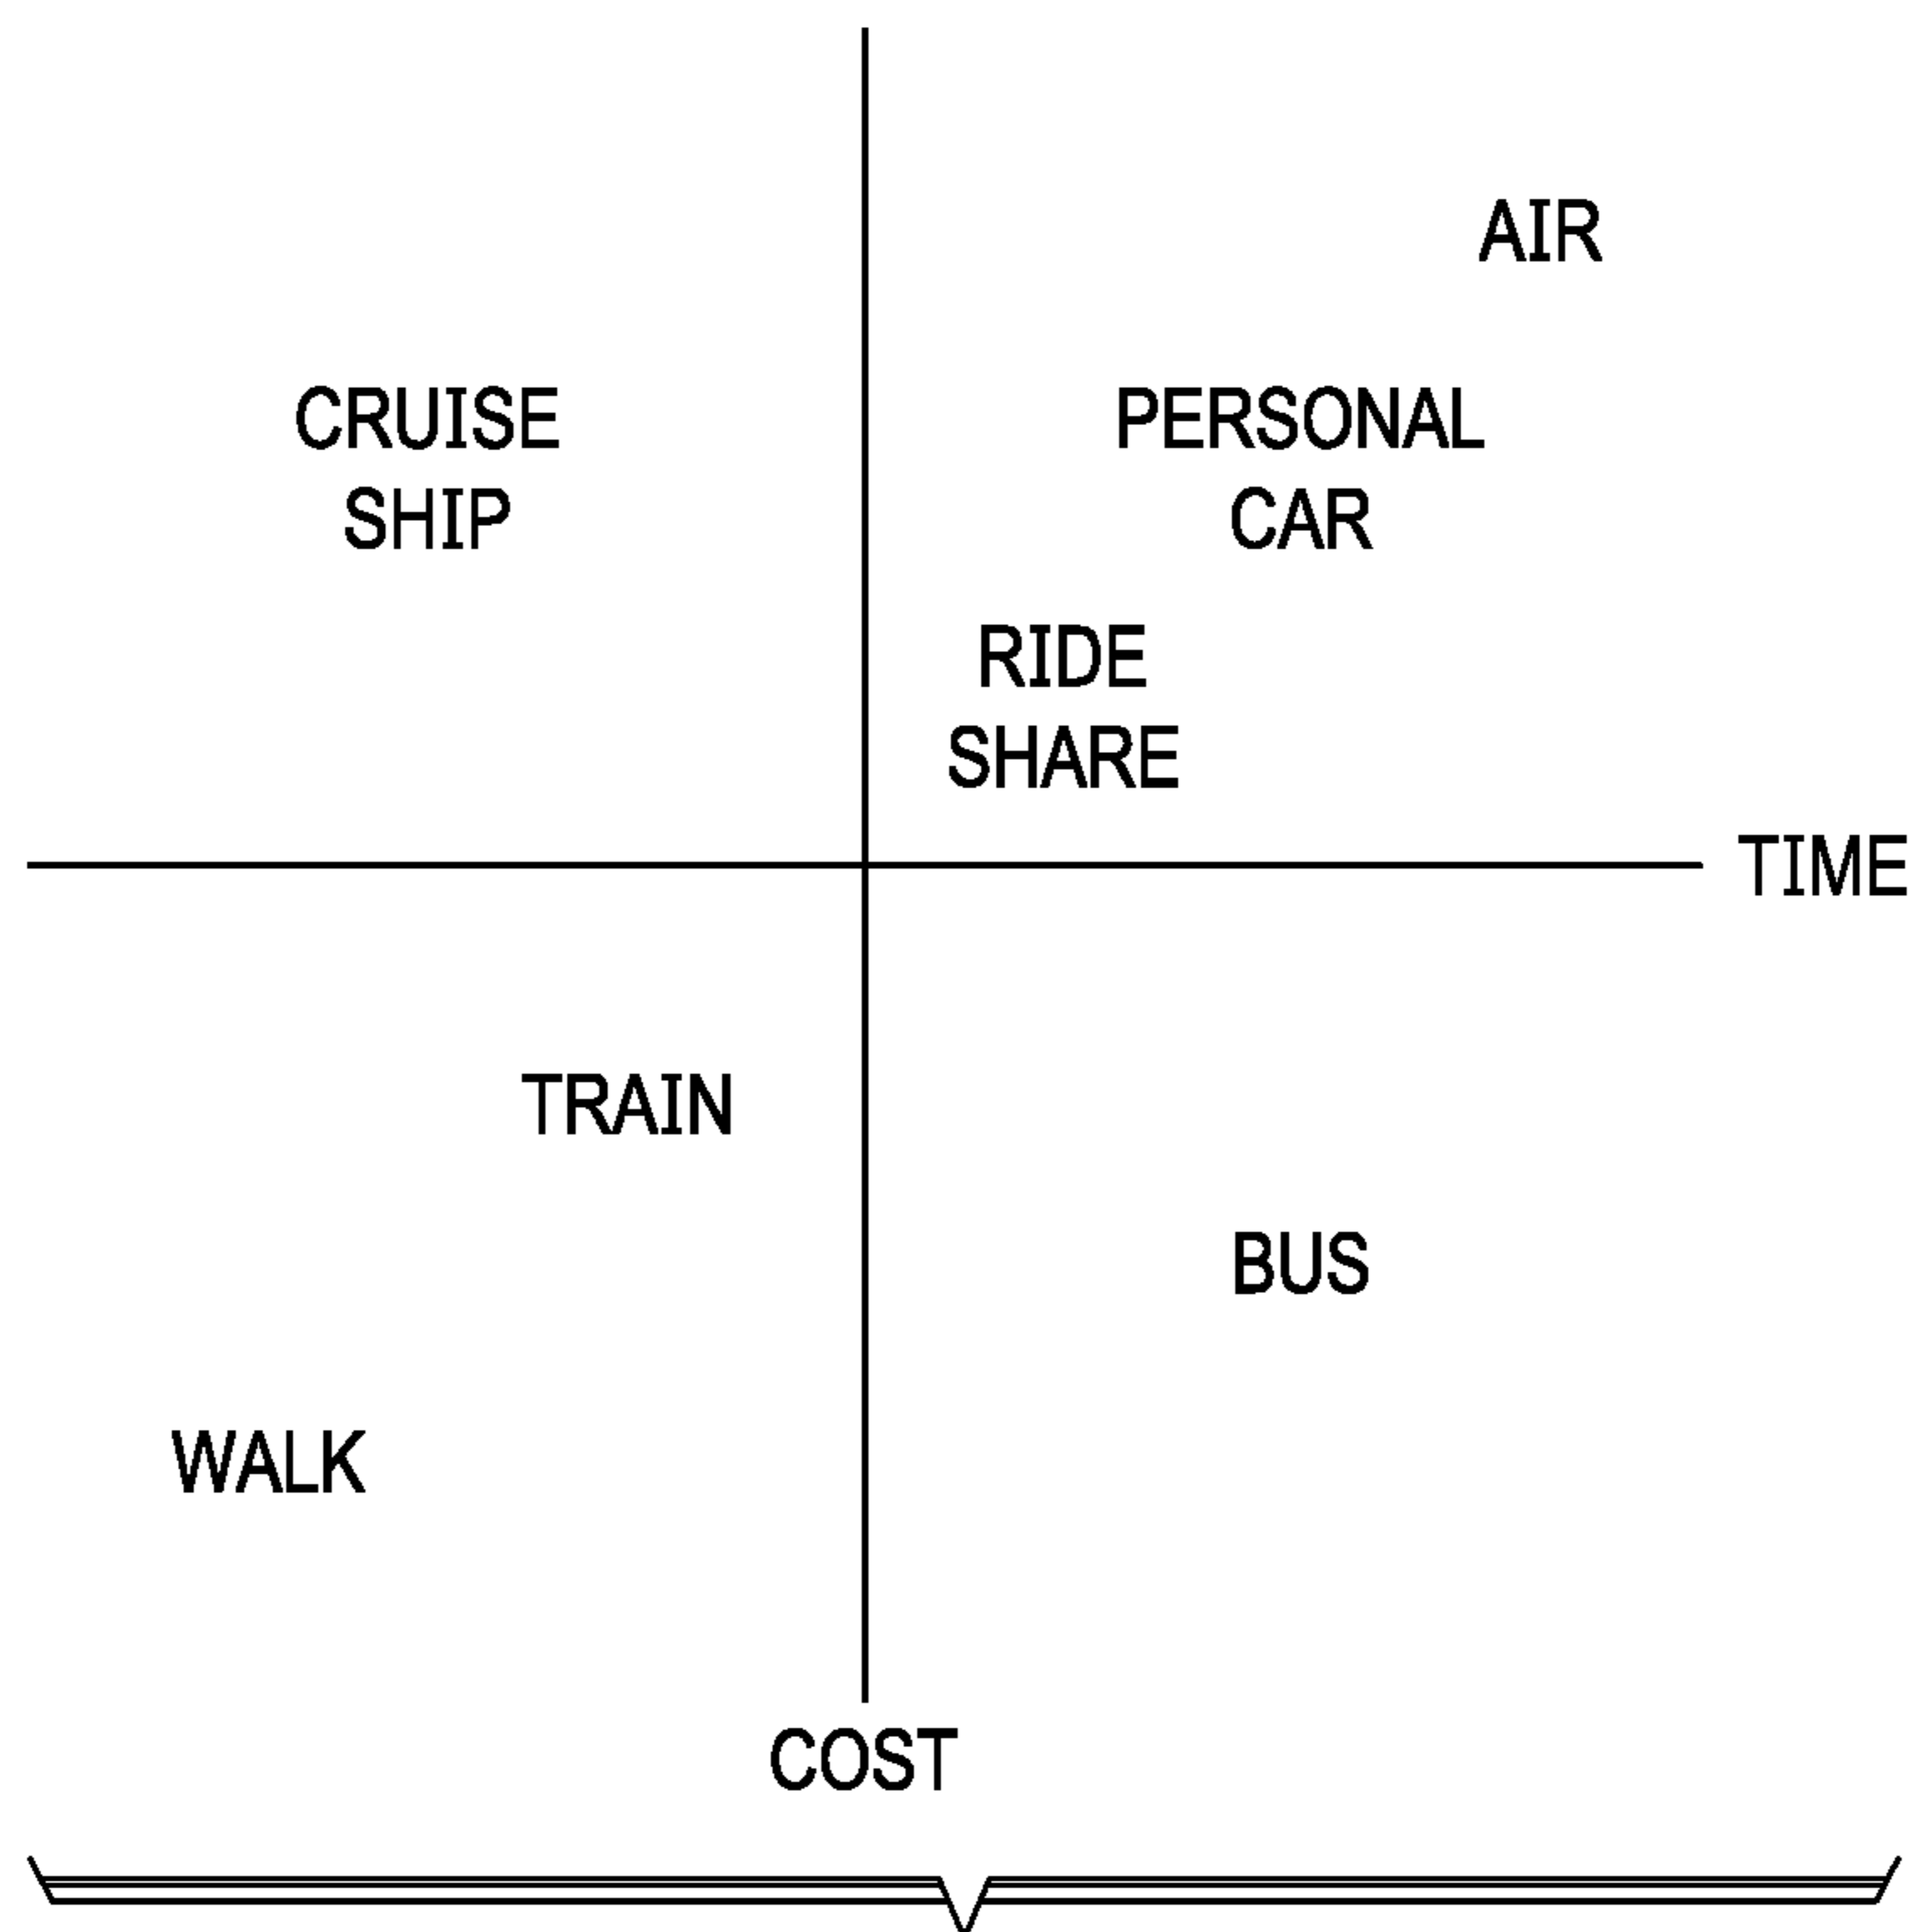 AIR
CRUISE
SHIP
PERSONAL
CAR
RIDE
SHARE
TIME
TRAIN
BUS
WALK
COST